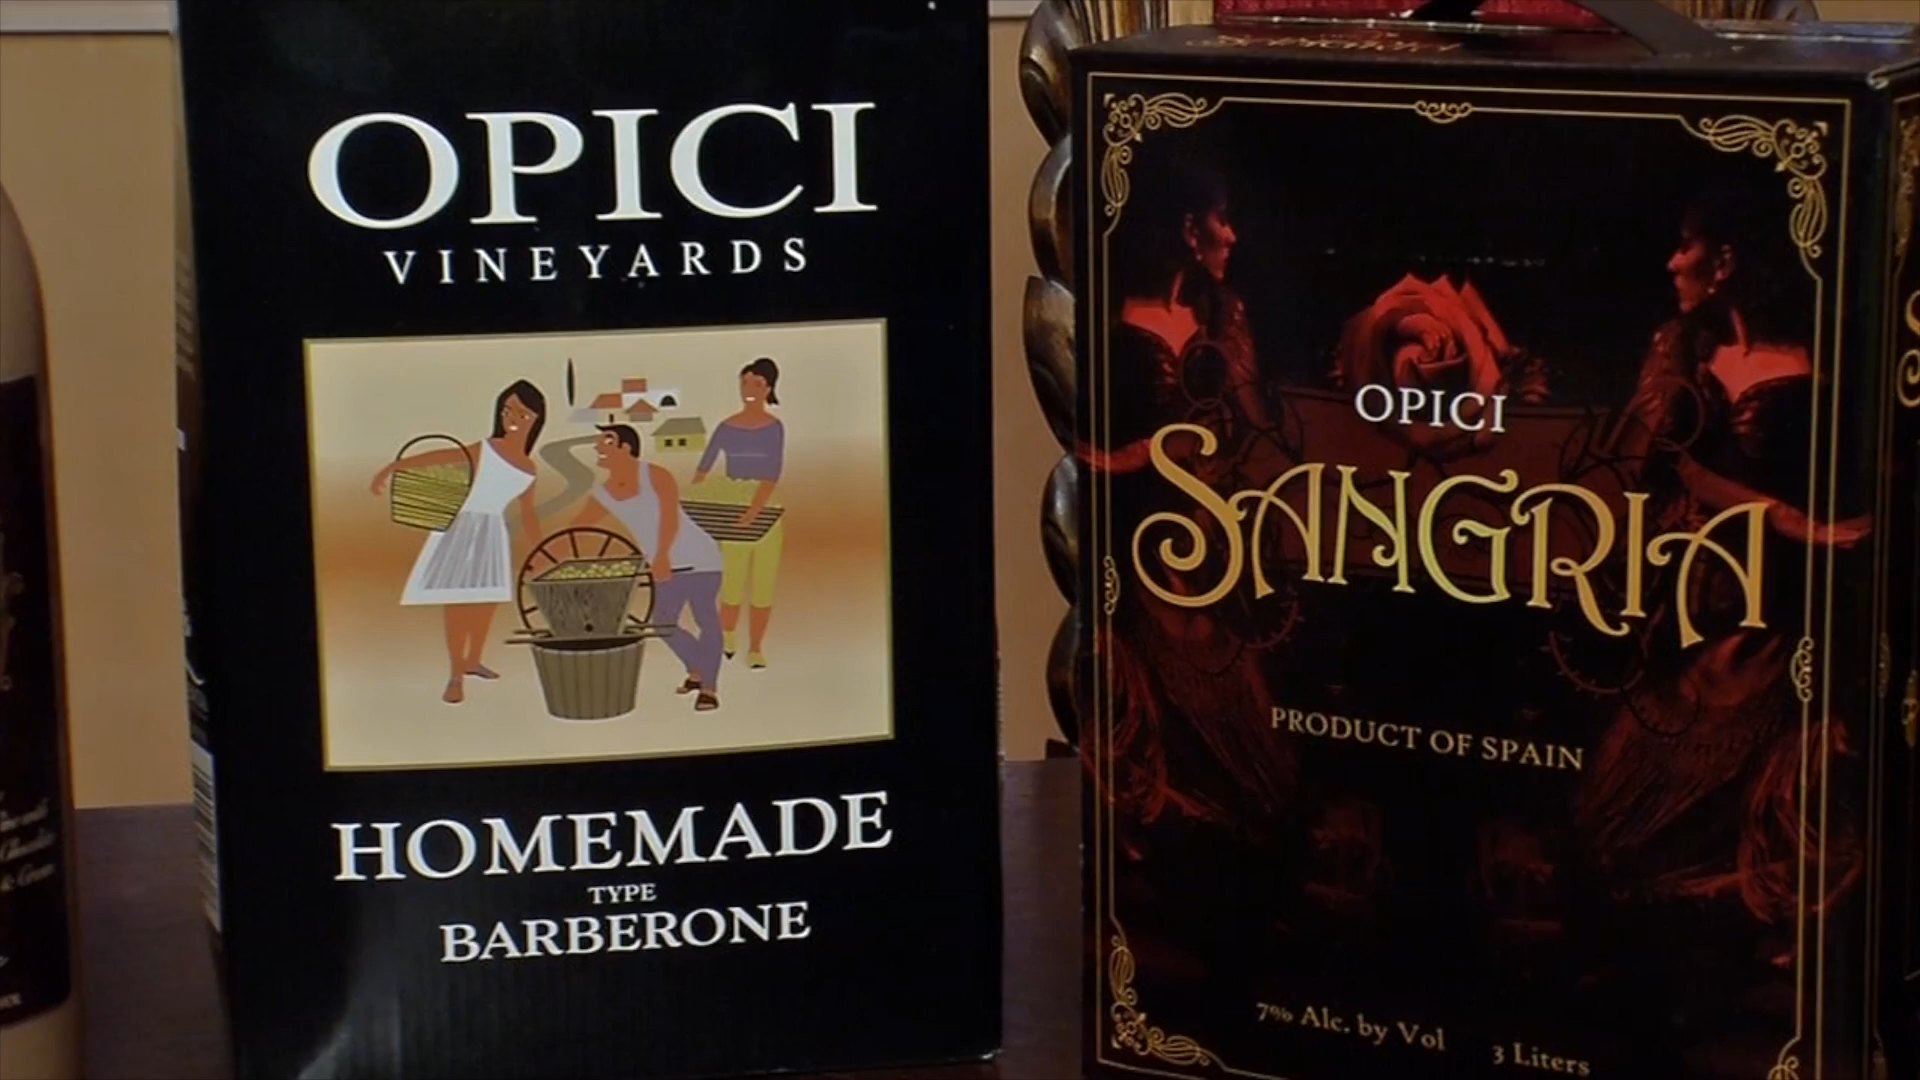 OPICI
VINEYARDS
HOMEMADE
TYPE
BARBERONE
OPICI
SANGRIA
PRODUCT OF SPAIN
7% Alc. by Vol 3 Liters